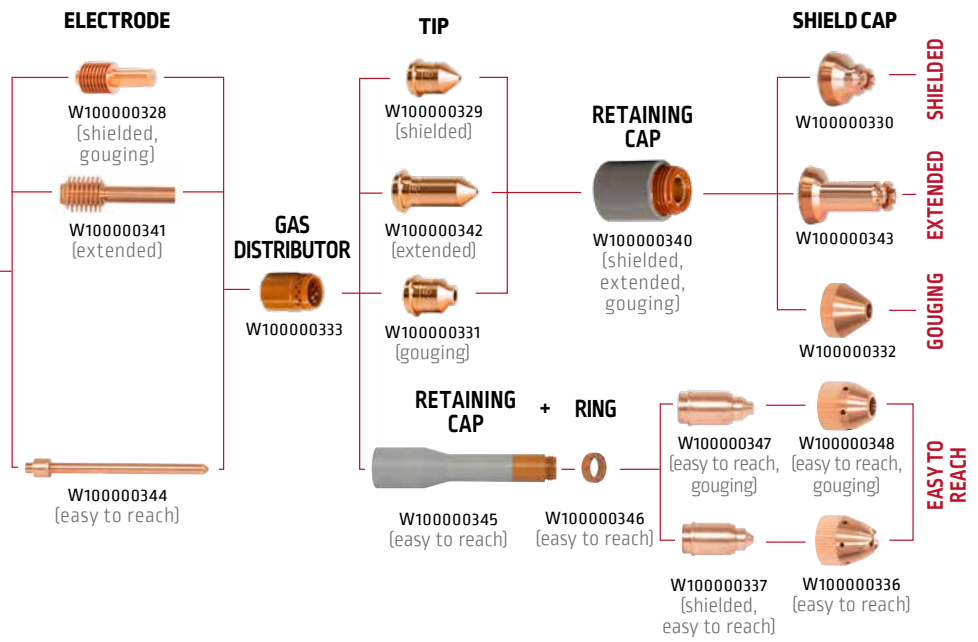 ELECTRODE
TIP
SHIELD CAP
W100000328
(shielded,
gouging)
W100000341
(extended)
GAS
DISTRIBUTOR
W100000333
W100000329
(shielded)
W100000342
(extended)
W100000331
(gouging)
RETAINING
CAP
W100000340
(shielded,
extended,
gouging)
W100000330
SHIELDED
W100000343
EXTENDED
W100000332
GOUGING
W100000344
(easy to reach)
RETAINING
CAP
+
RING
W100000345
(easy to reach)
W100000346
(easy to reach)
W100000347
(easy to reach,
gouging)
W100000348
(easy to reach,
gouging)
W100000337
(shielded,
easy to reach)
W100000336
(easy to reach)
EASY TO
REACH